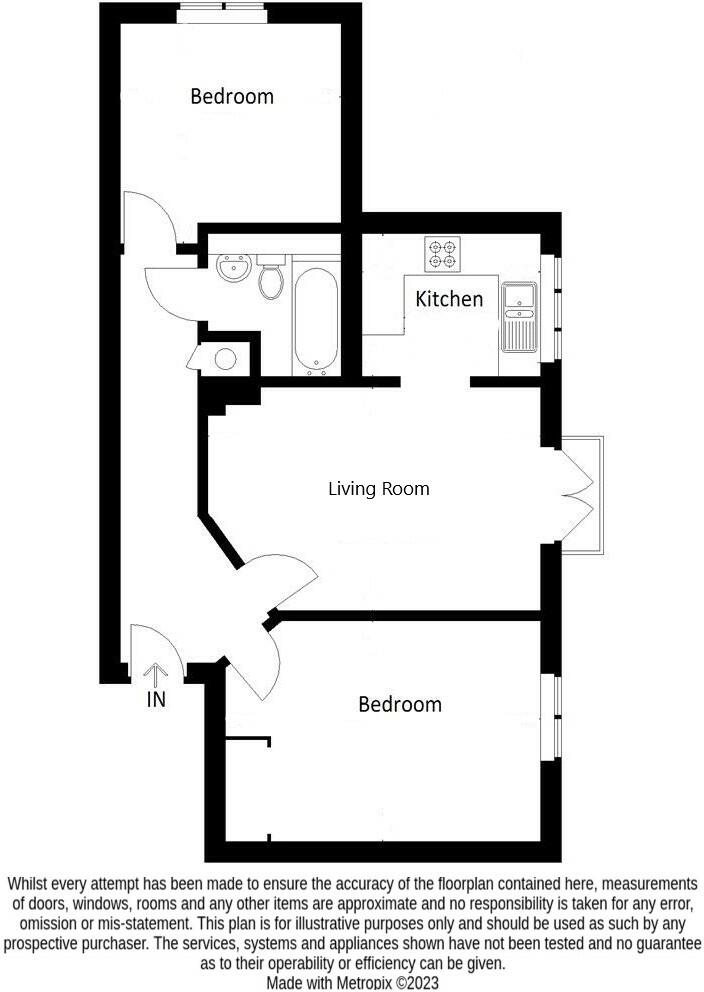 Bedroom
Kitchen
Living Room
Bedroom
IN
Whilst every attempt has been made to ensure the accuracy of the floorplan contained here, measurements
of doors, windows, rooms and any other items are approximate and no responsibility is taken for any error,
omission or mis-statement. This plan is for illustrative purposes only and should be used as such by any
prospective purchaser. The services, systems and appliances shown have not been tested and no guarantee
as to their operability or efficiency can be given.
Made with Metropix ©2023